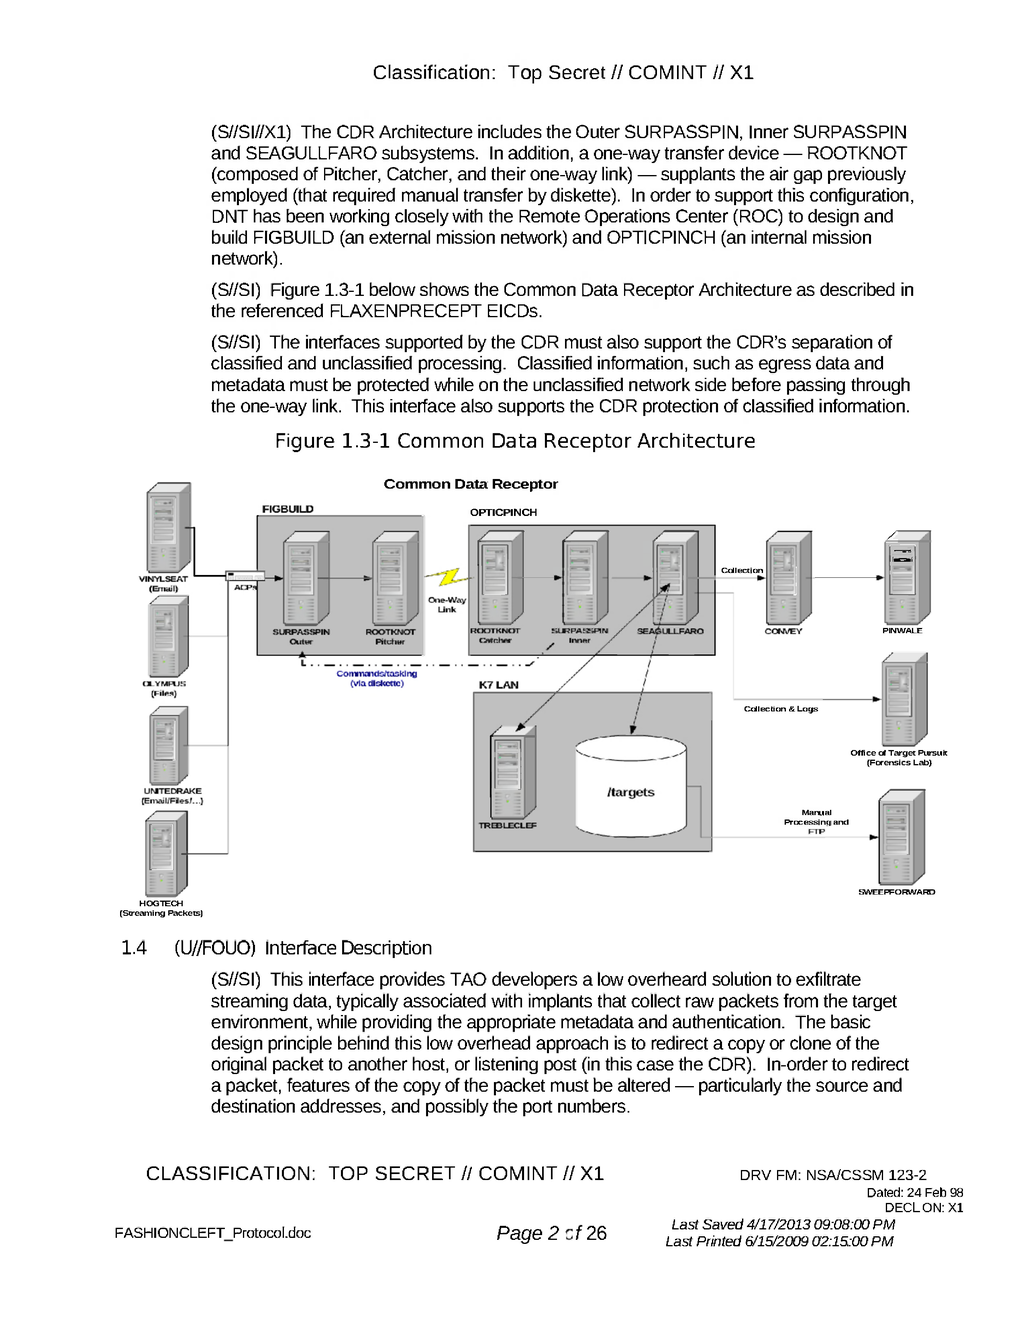 Classification: Top Secret // COMINT // X1
(S//SI//X1) The CDR Architecture includes the Outer SURPASSPIN, Inner SURPASSPIN
and SEAGULLFARO subsystems. In addition, a one-way transfer device — ROOTKNOT
(composed of Pitcher, Catcher, and their one-way link) — supplants the air gap previously
employed (that required manual transfer by diskette). In order to support this configuration,
DNT has been working closely with the Remote Operations Center (ROC) to design and
build FIGBUILD (an external mission network) and OPTICPINCH (an internal mission
network).
(S//SI) Figure 1.3-1 below shows the Common Data Receptor Architecture as described in
the referenced FLAXENPRECEPT EICDs.
(S//SI) The interfaces supported by the CDR must also support the CDR's separation of
classified and unclassified processing. Classified information, such as egress data and
metadata must be protected while on the unclassified network side before passing through
the one-way link. This interface also supports the CDR protection of classified information.
Figure 1.3-1 Common Data Receptor Architecture
Common Data Receptor
FIGBUILD
OPTICPINCH
VINYLSEAT
(Email)
ACPs
One-Way
Link
Collection
SURPASSPIN
Outer
ROOTKNOT
Pitcher
ROOTKNOT
Catcher
SURPASSPIN
Inner
SEAGULLFARO
CONVEY
PINWALE
Commands/tasking
(via diskette)
OLYMPUS
(Files)
K7 LAN
Collection & Logs
Office of Target Pursuit
(Forensics Lab)
UNITEDRAKE
(Email/Files/...)
/targets
TREBLECLEF
Manual
Processing and
FTP
SWEEPFORWARD
HOGTECH
(Streaming Packets)
1.4 (U//FOUO) Interface Description
(S//SI) This interface provides TAO developers a low overheard solution to exfiltrate
streaming data, typically associated with implants that collect raw packets from the target
environment, while providing the appropriate metadata and authentication. The basic
design principle behind this low overhead approach is to redirect a copy or clone of the
original packet to another host, or listening post (in this case the CDR). In-order to redirect
a packet, features of the copy of the packet must be altered — particularly the source and
destination addresses, and possibly the port numbers.
CLASSIFICATION: TOP SECRET // COMINT // X1
DRV FM: NSA/CSSM 123-2
Dated: 24 Feb 98
DECL ON: X1
FASHIONCLEFT_Protocol.doc
Page 2 of 26
Last Saved 4/17/2013 09:08:00 PM
Last Printed 6/15/2009 02:15:00 PM